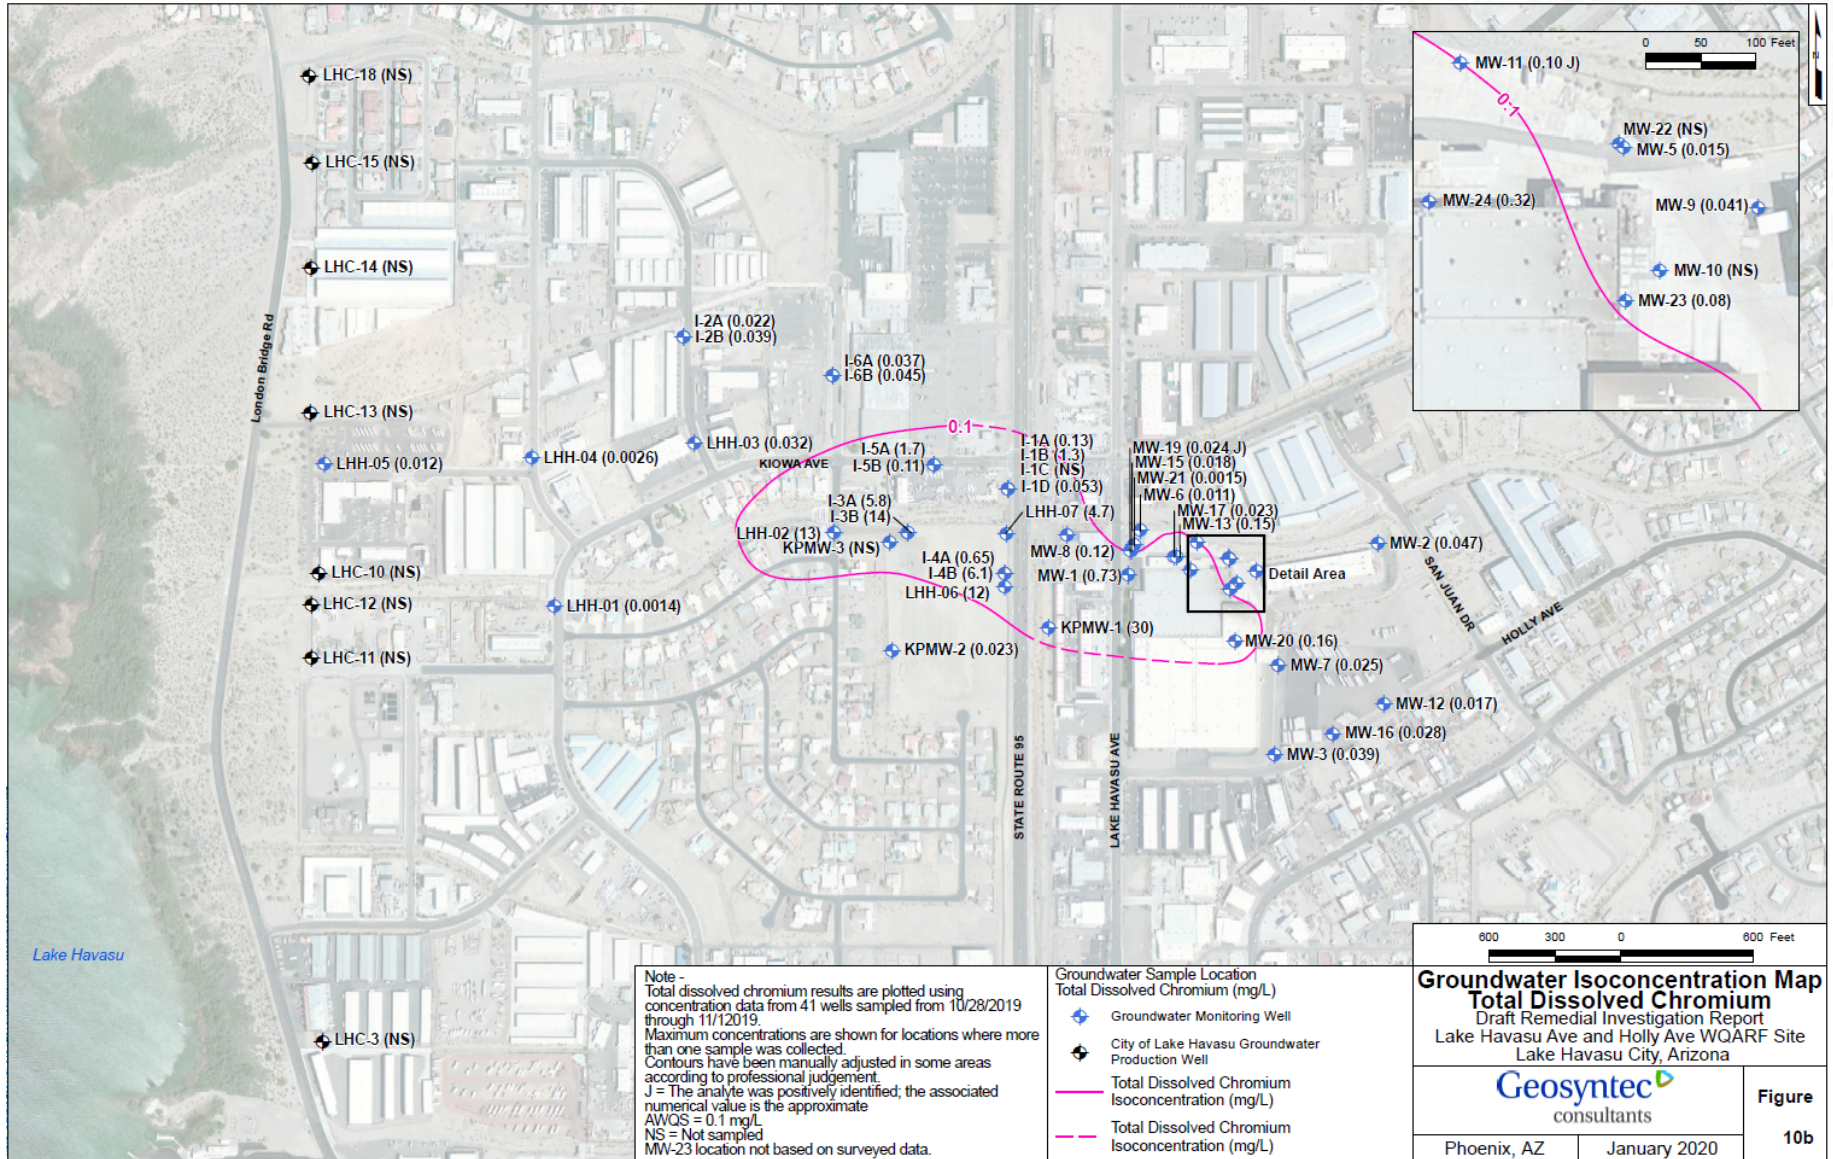 LHC-18 (NS)
LHC-15 (NS)
LHC-14 (NS)
London Bridge Rd
LHC-13 (NS)
LHH-05 (0.012)
LHH-04 (0.0026)
LHH-03 (0.032)
I-2A (0.022)
I-2B (0.039)
I-6A (0.037)
I-6B (0.045)
0.1
KIOWA AVE
I-5A (1.7)
I-5B (0.11)
I-1A (0.13)
I-1B (1.3)
I-1C (NS)
I-1D (0.053)
I-3A (5.8)
I-3B (14)
LHH-02 (13)
KPMW-3 (NS)
LHH-07 (4.7)
I-4A (0.65)
I-4B (6.1)
LHH-06 (12)
MW-19 (0.024 J)
MW-15 (0.018)
MW-21 (0.0015)
MW-6 (0.011)
MW-17 (0.023)
MW-13 (0.15)
MW-8 (0.12)
MW-1 (0.73)
Detail Area
MW-2 (0.047)
SAN JUAN DR
HOLLY AVE
LHC-10 (NS)
LHC-12 (NS)
LHH-01 (0.0014)
LHC-11 (NS)
KPMW-1 (30)
KPMW-2 (0.023)
MW-20 (0.16)
MW-7 (0.025)
MW-12 (0.017)
MW-16 (0.028)
MW-3 (0.039)
STATE ROUTE 95
LAKE HAVASU AVE
Lake Havasu
LHC-3 (NS)
0 50 100 Feet
N
MW-11 (0.10 J)
0.1
MW-22 (NS)
MW-5 (0.015)
MW-24 (0.32)
MW-9 (0.041)
MW-10 (NS)
MW-23 (0.08)
Note -
Total dissolved chromium results are plotted using
concentration data from 41 wells sampled from 10/28/2019
through 11/12019.
Maximum concentrations are shown for locations where more
than one sample was collected.
Contours have been manually adjusted in some areas
according to professional judgement.
J = The analyte was positively identified; the associated
numerical value is the approximate
AWQS = 0.1 mg/L
NS = Not sampled
MW-23 location not based on surveyed data.
Groundwater Sample Location
Total Dissolved Chromium (mg/L)
Groundwater Monitoring Well
City of Lake Havasu Groundwater
Production Well
Total Dissolved Chromium
Isoconcentration (mg/L)
Total Dissolved Chromium
Isoconcentration (mg/L)
600 300 0 600 Feet
Groundwater Isoconcentration Map
Total Dissolved Chromium
Draft Remedial Investigation Report
Lake Havasu Ave and Holly Ave WQARF Site
Lake Havasu City, Arizona
Geosyntec
consultants
Figure
10b
Phoenix, AZ
January 2020